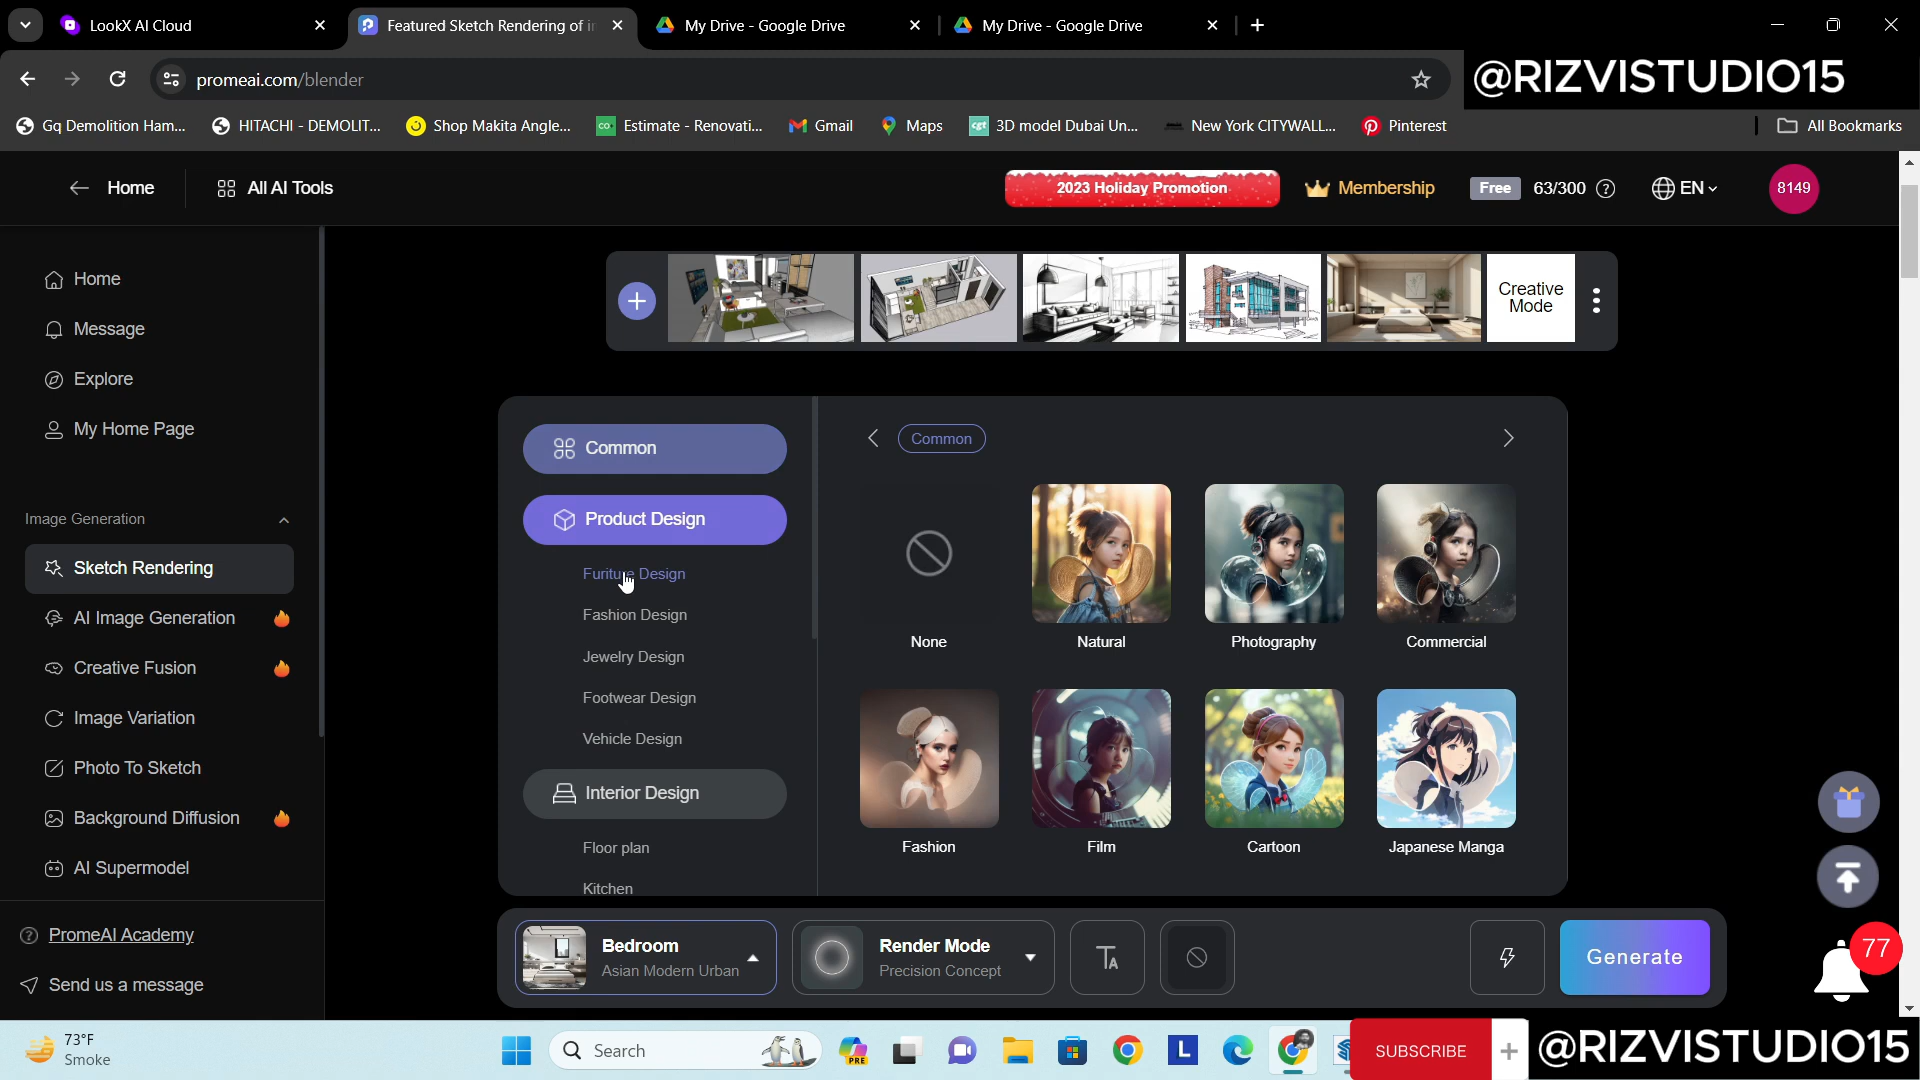 LookX AI Cloud
Featured Sketch Rendering of i
My Drive - Google Drive
My Drive - Google Drive
promeai.com/blender
@RIZVISTUDIO15
Gq Demolition Ham...
HITACHI - DEMOLIT...
Shop Makita Angle...
Estimate - Renovati...
Gmail
Maps
3D model Dubai Un...
New York CITYWALL...
Pinterest
All Bookmarks
Home
All AI Tools
2023 Holiday Promotion
Membership
Free
63/300
EN
8149
Home
Message
Explore
My Home Page
Creative
Mode
Image Generation
Sketch Rendering
AI Image Generation
Creative Fusion
Image Variation
Photo To Sketch
Background Diffusion
AI Supermodel
PromeAI Academy
Send us a message
Common
Product Design
Furiture Design
Fashion Design
Jewelry Design
Footwear Design
Vehicle Design
Interior Design
Floor plan
Kitchen
Common
None
Natural
Photography
Commercial
Fashion
Film
Cartoon
Japanese Manga
Bedroom
Asian Modern Urban
Render Mode
Precision Concept
Generate
77
73°F
Smoke
Search
PRE
L
SUBSCRIBE
@RIZVISTUDIO15